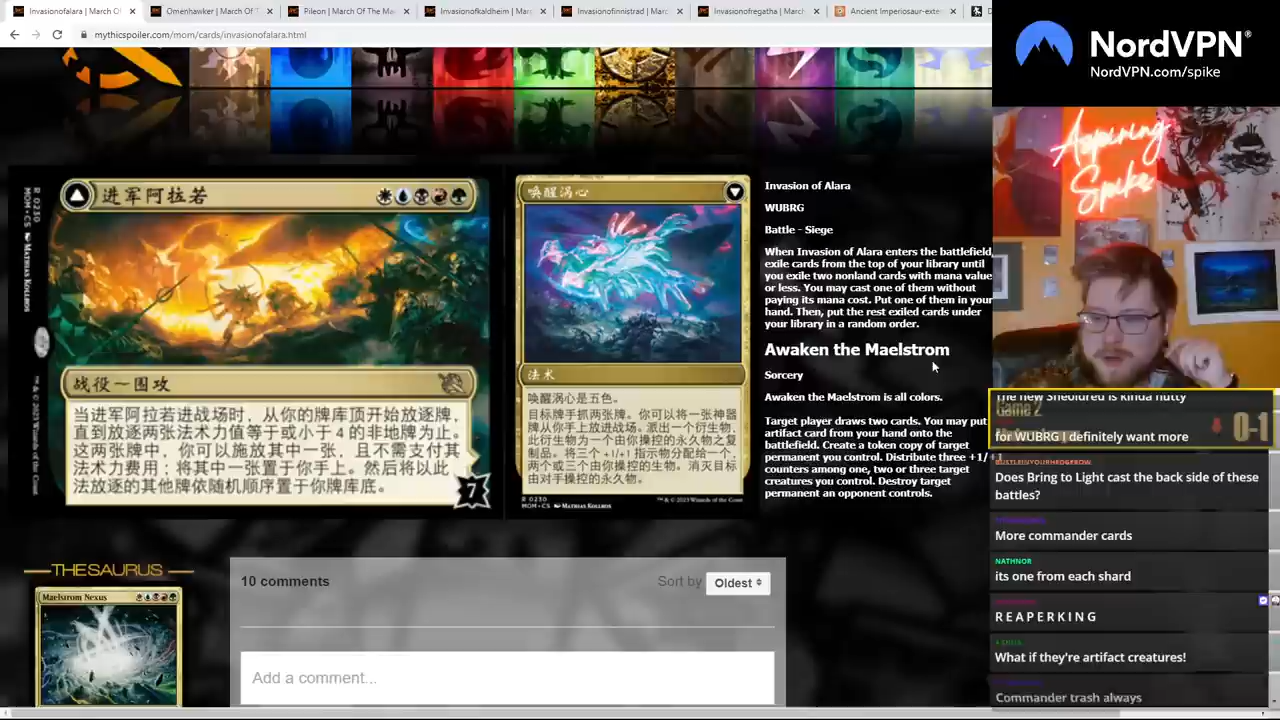 Invasionofalara | March O
Omenhawker | March Of T
Pileon | March Of The Ma
Invasionofkaldheim | Mar
Invasionofinnistrad | Marc
Invasionofregatha | March
Ancient Imperiosaur-exte
mythicspoiler.com/mom/cards/invasionofalara.html
NordVPN®
NordVPN.com/spike
Aspiring
Spike
R 0230
MOM • CS MATHIAS KOLLROS
进军阿拉若
战役～围攻
当进军阿拉若进战场时，从你的牌库顶开始放逐牌，
直到放逐两张法术力值等于或小于４的非地牌为止。
这两张牌中，你可以施放其中一张，且不需支付其
法术力费用；将其中一张置于你手上。然后将以此
法放逐的其他牌依随机顺序置于你牌库底。
7
唤醒涡心
法术
唤醒涡心是五色。
目标牌手抓两张牌。你可以将一张神器
牌从你手上放进战场。派出一个衍生物，
此衍生物为一个由你操控的永久物之复
制品。将三个+1/+1指示物分配给一个，
两个或三个由你操控的生物。消灭目标
由对手操控的永久物。
R 0230
MOM • CS MATHIAS KOLLROS
Invasion of Alara
WUBRG
Battle - Siege
When Invasion of Alara enters the battlefield,
exile cards from the top of your library until
you exile two nonland cards with mana value
or less. You may cast one of them without
paying its mana cost. Put one of them in your
hand. Then, put the rest exiled cards under
your library in a random order.
Awaken the Maelstrom
Sorcery
Awaken the Maelstrom is all colors.
Target player draws two cards. You may put
artifact card from your hand onto the
battlefield. Create a token copy of target
permanent you control. Distribute three +1/+1
counters among one, two or three target
creatures you control. Destroy target
permanent an opponent controls.
THESAURUS
Maelstrom Nexus
10 comments
Sort by
Oldest
Add a comment...
The new Sheoldred is kinda nutty
Game 2
0-1
for WUBRG I definitely want more
Does Bring to Light cast the back side of these
battles?
More commander cards
NATHNOR
its one from each shard
R E A P E R K I N G
What if they're artifact creatures!
Commander trash always